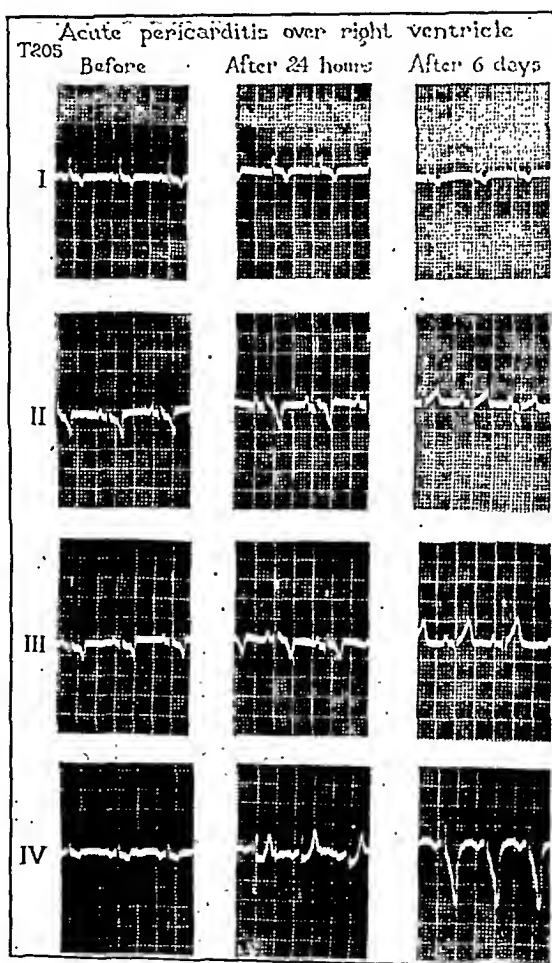 Acute pericarditis over right ventricle
T205
Before After 24 hours After 6 days
I
II
III
IV